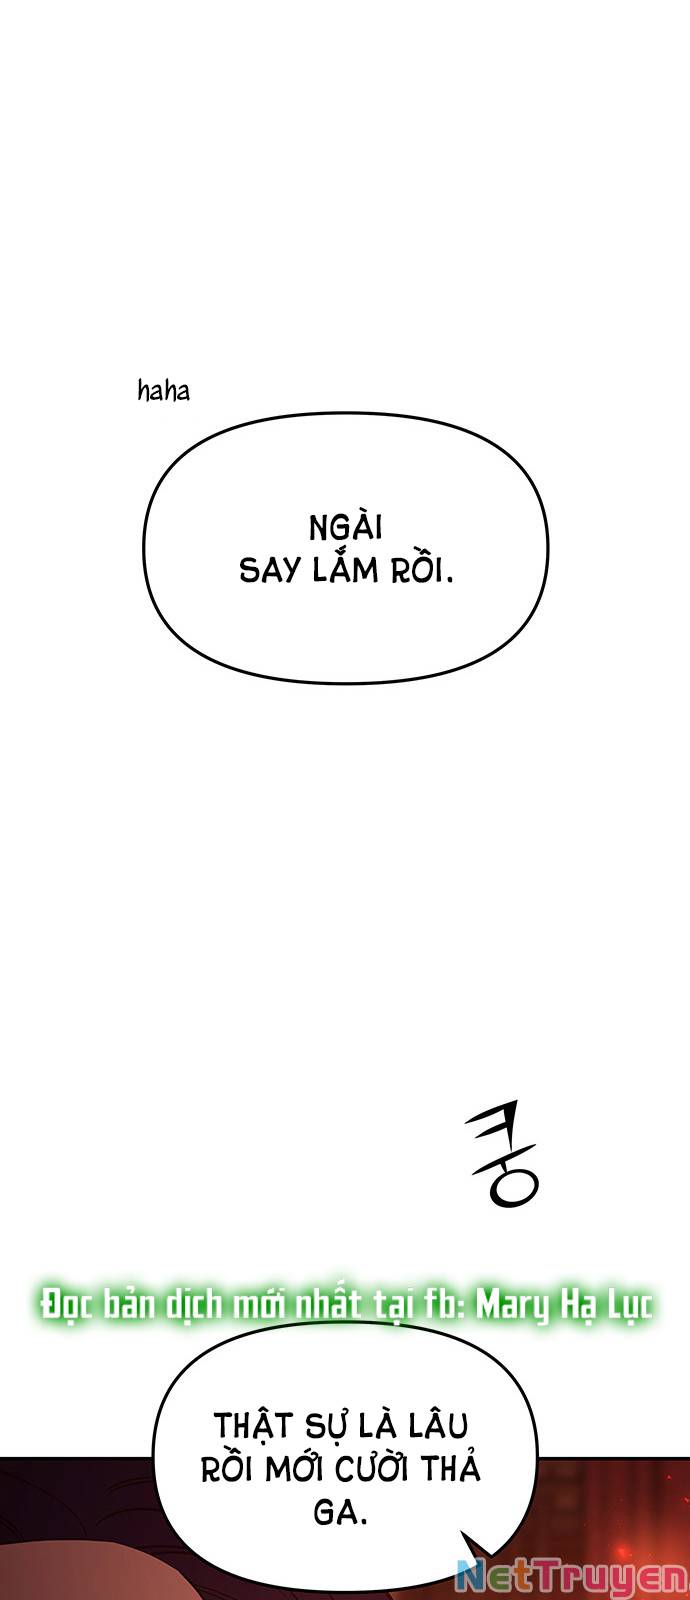 haha
NGÀI
SAY LẮM RỒI.
쿵
Đọc bản dịch mới nhất tại fb: Mary Hạ Lục
THẬT SỰ LÀ LÂU
RỒI MỚI CƯỜI THẢ
GA.
NetTruyen